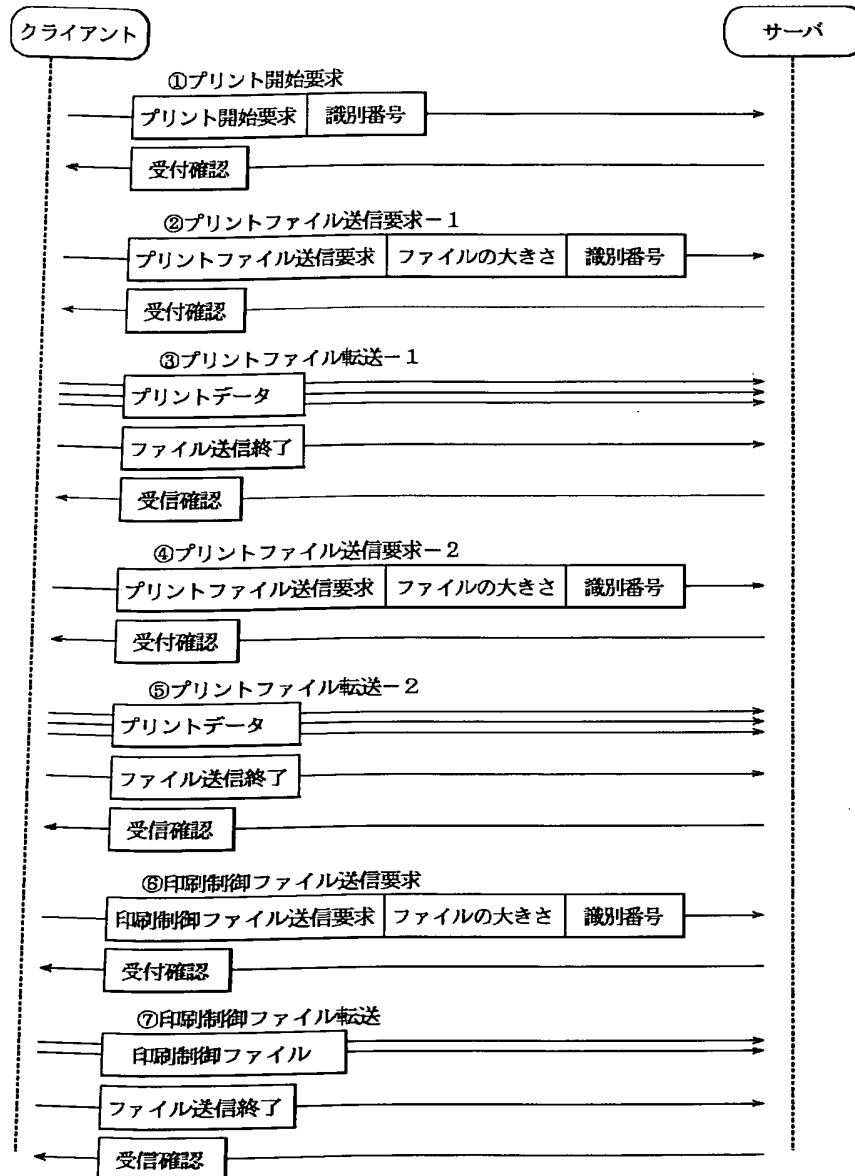 クライアント
サーバ
①プリント開始要求
プリント開始要求 識別番号
受付確認
②プリントファイル送信要求-1
プリントファイル送信要求 ファイルの大きさ 識別番号
受付確認
③プリントファイル転送-1
プリントデータ
ファイル送信終了
受信確認
④プリントファイル送信要求-2
プリントファイル送信要求 ファイルの大きさ 識別番号
受付確認
⑤プリントファイル転送-2
プリントデータ
ファイル送信終了
受信確認
⑥印刷制御ファイル送信要求
印刷制御ファイル送信要求 ファイルの大きさ 識別番号
受付確認
⑦印刷制御ファイル転送
印刷制御ファイル
ファイル送信終了
受信確認